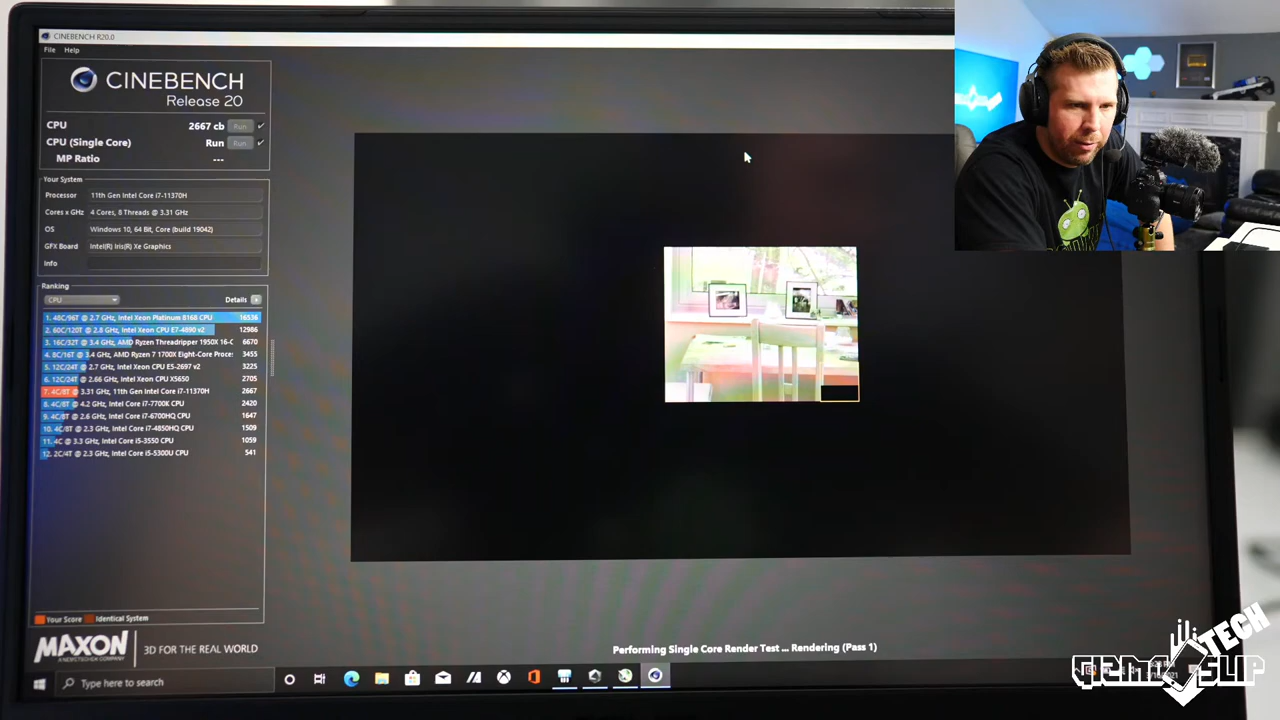 CINEBENCH R20.0
File Help
CINEBENCH
Release 20
CPU 2667 cb Run
CPU (Single Core) Run Run
MP Ratio ---
Your System
Processor 11th Gen Intel Core i7-11370H
Cores x GHz 4 Cores, 8 Threads @ 3.31 GHz
OS Windows 10, 64 Bit, Core (build 19042)
GFX Board Intel(R) Iris(R) Xe Graphics
Info
Ranking
CPU Details
1. 48C/96T @ 2.7 GHz, Intel Xeon Platinum 8168 CPU 16536
2. 60C/120T @ 2.8 GHz, Intel Xeon CPU E7-4890 v2 12986
3. 16C/32T @ 3.4 GHz, AMD Ryzen Threadripper 1950X 16-C 6670
4. 8C/16T @ 3.4 GHz, AMD Ryzen 7 1700X Eight-Core Proce: 3455
5. 12C/24T @ 2.7 GHz, Intel Xeon CPU E5-2697 v2 3225
6. 12C/24T @ 2.66 GHz, Intel Xeon CPU X5650 2705
7. 4C/8T @ 3.31 GHz, 11th Gen Intel Core i7-11370H 2667
8. 4C/8T @ 4.2 GHz, Intel Core i7-7700K CPU 2420
9. 4C/8T @ 2.6 GHz, Intel Core i7-6700HQ CPU 1647
10. 4C/8T @ 2.3 GHz, Intel Core i7-4850HQ CPU 1509
11. 4C @ 3.3 GHz, Intel Core i5-3550 CPU 1059
12. 2C/4T @ 2.3 GHz, Intel Core i5-5300U CPU 541
Your Score Identical System
MAXON 3D FOR THE REAL WORLD
A NEMETSCHEK COMPANY
Performing Single Core Render Test ... Rendering (Pass 1)
Type here to search
TECH
GIZMO SLIP